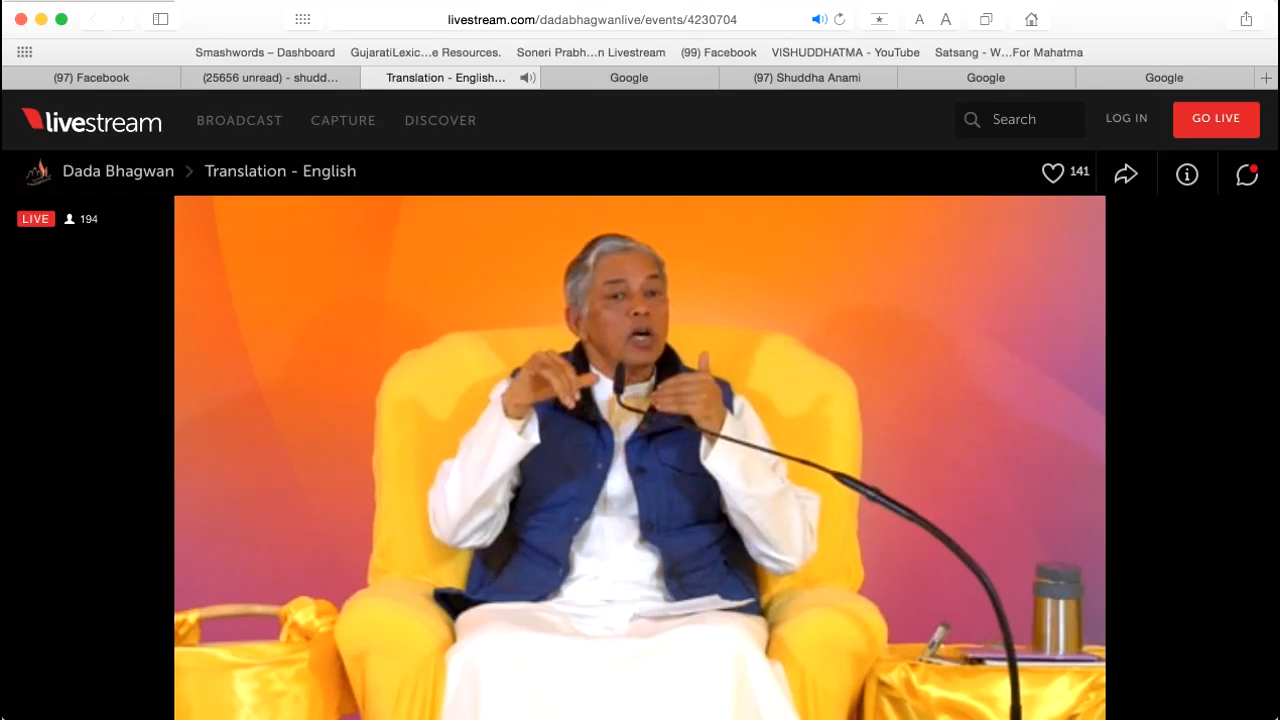 livestream.com/dadabhagwanlive/events/4230704
A A
Smashwords – Dashboard GujaratiLexic...e Resources. Soneri Prabh...n Livestream (99) Facebook VISHUDDHATMA - YouTube Satsang - W...For Mahatma
(97) Facebook (25656 unread) - shudd... Translation - English... Google (97) Shuddha Anami Google Google
livestream BROADCAST CAPTURE DISCOVER Search LOG IN GO LIVE
Dada Bhagwan Translation - English 141
LIVE 194